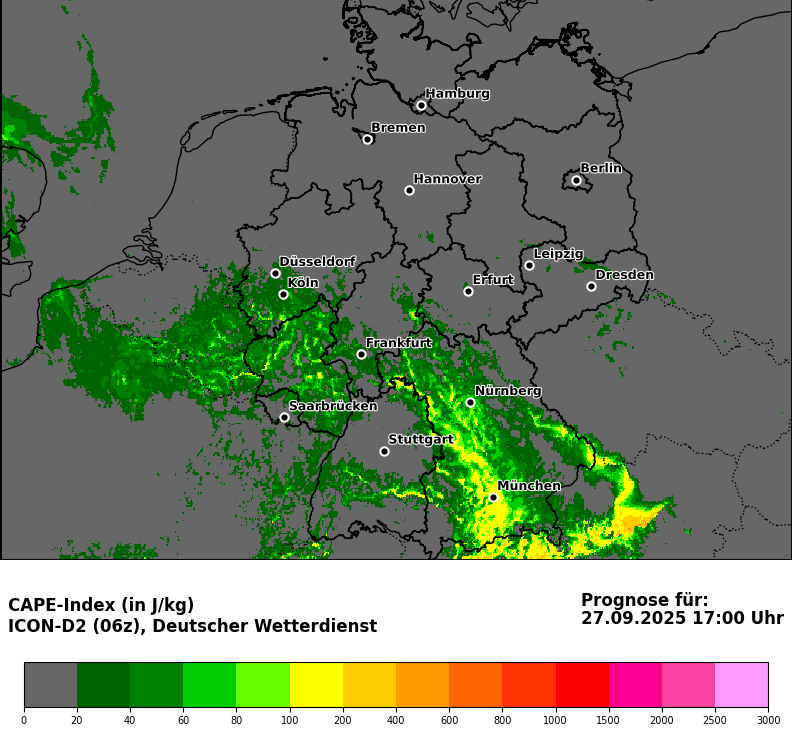 Hamburg
Bremen
Berlin
Hannover
Leipzig
Düsseldorf
Dresden
Köln
Erfurt
Frankfurt
Nürnberg
Saarbrücken
Stuttgart
München
CAPE-Index (in J/kg)
ICON-D2 (06z), Deutscher Wetterdienst
Prognose für:
27.09.2025 17:00 Uhr
0 20 40 60 80 100 200 400 600 800 1000 1500 2000 2500 3000